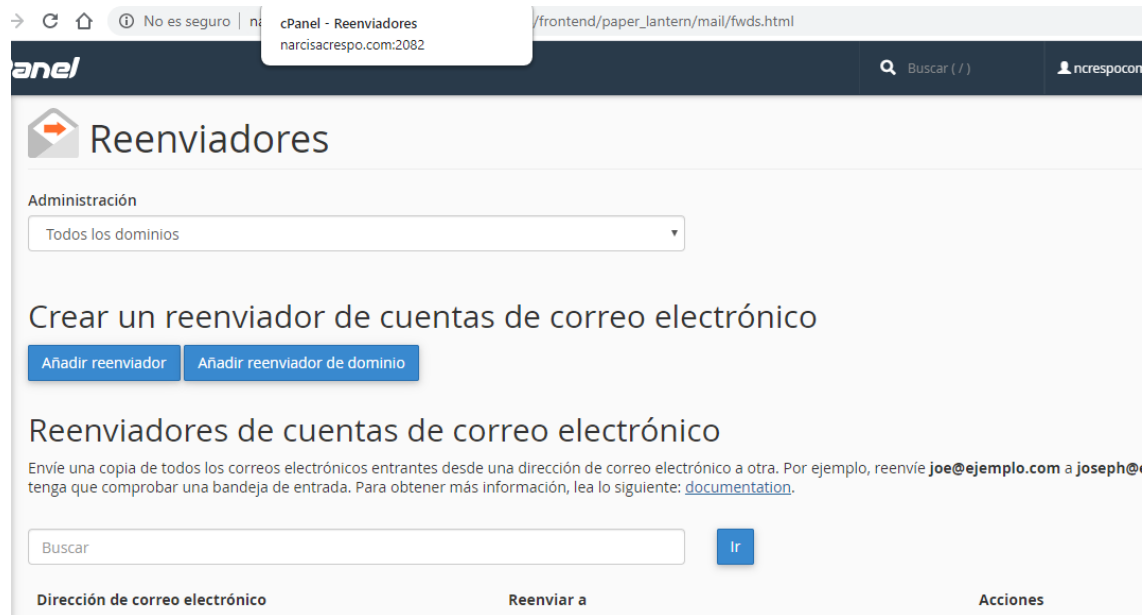 No es seguro
cPanel - Reenviadores
narcisacrespo.com:2082
/frontend/paper_lantern/mail/fwds.html
anel
Buscar ( / )
ncrespocom
Reenviadores
Administración
Todos los dominios
Crear un reenviador de cuentas de correo electrónico
Añadir reenviador
Añadir reenviador de dominio
Reenviadores de cuentas de correo electrónico
Envíe una copia de todos los correos electrónicos entrantes desde una dirección de correo electrónico a otra. Por ejemplo, reenvíe joe@ejemplo.com a joseph@
tenga que comprobar una bandeja de entrada. Para obtener más información, lea lo siguiente: documentation.
Buscar
Ir
Dirección de correo electrónico
Reenviar a
Acciones